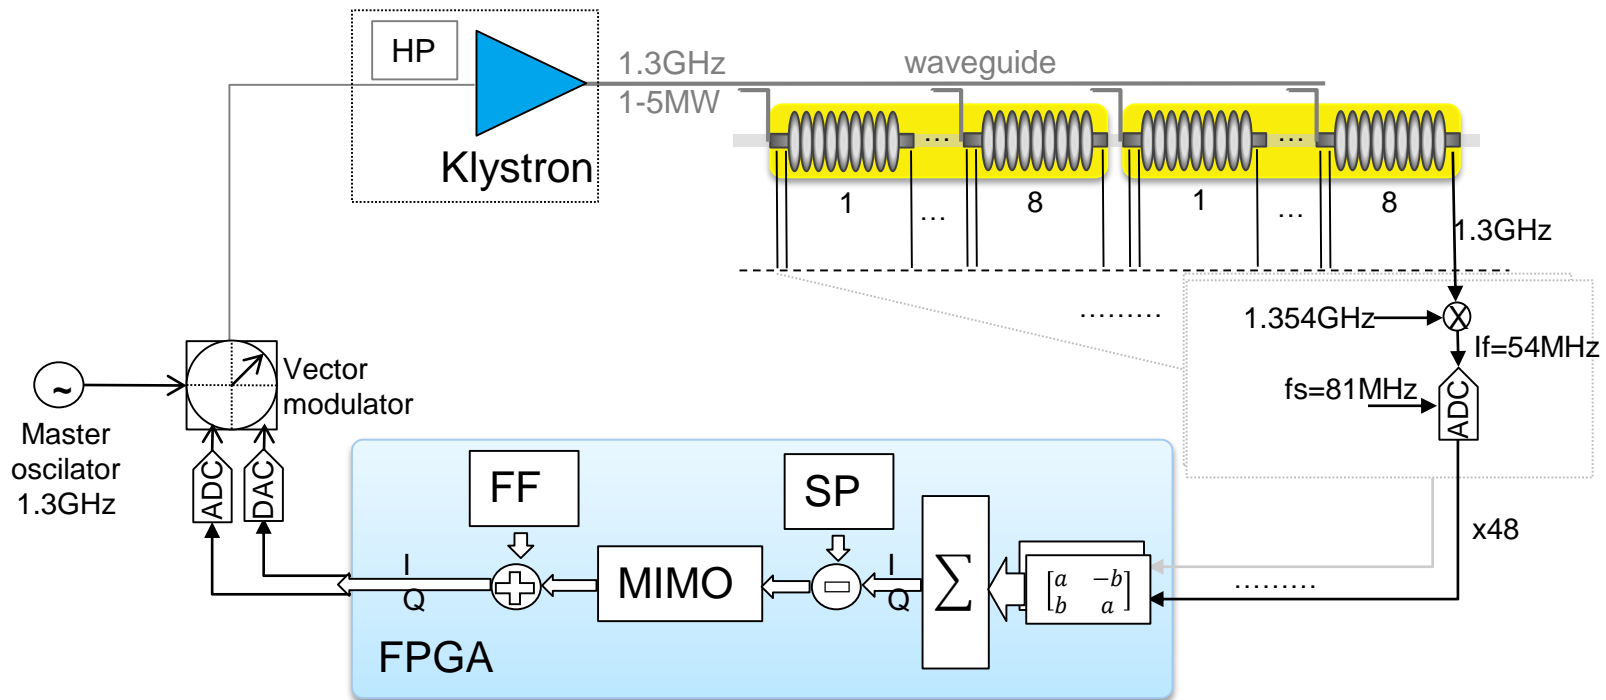 HP
Klystron
1.3GHz
1-5MW
waveguide
1
...
8
1
...
8
1.3GHz
.........
1.354GHz
X
If=54MHz
fs=81MHz
ADC
x48
.........
~
Master
oscilator
1.3GHz
Vector
modulator
ADC
DAC
FF
SP
I
Q
MIMO
I
Q
∑
[a −b]
[b a]
FPGA